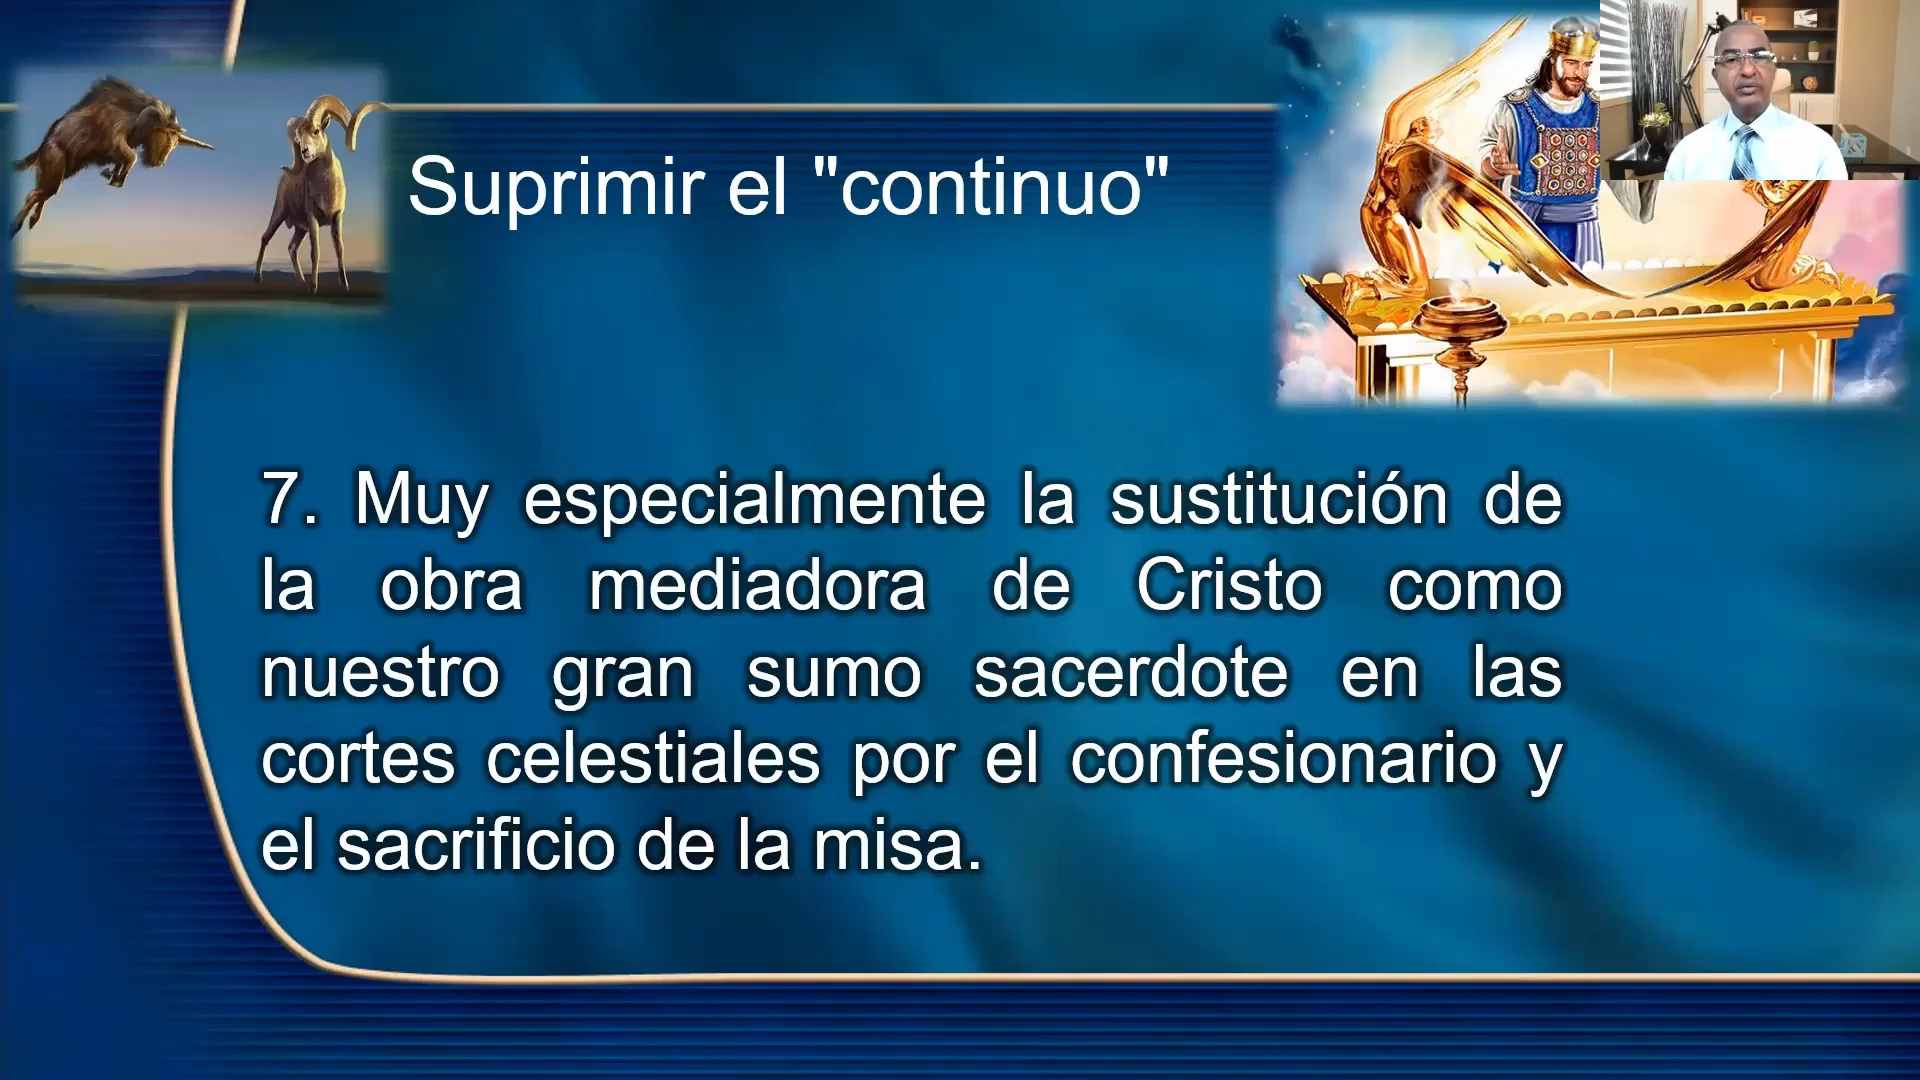 Suprimir el "continuo"
7. Muy especialmente la sustitución de
la obra mediadora de Cristo como
nuestro gran sumo sacerdote en las
cortes celestiales por el confesionario y
el sacrificio de la misa.